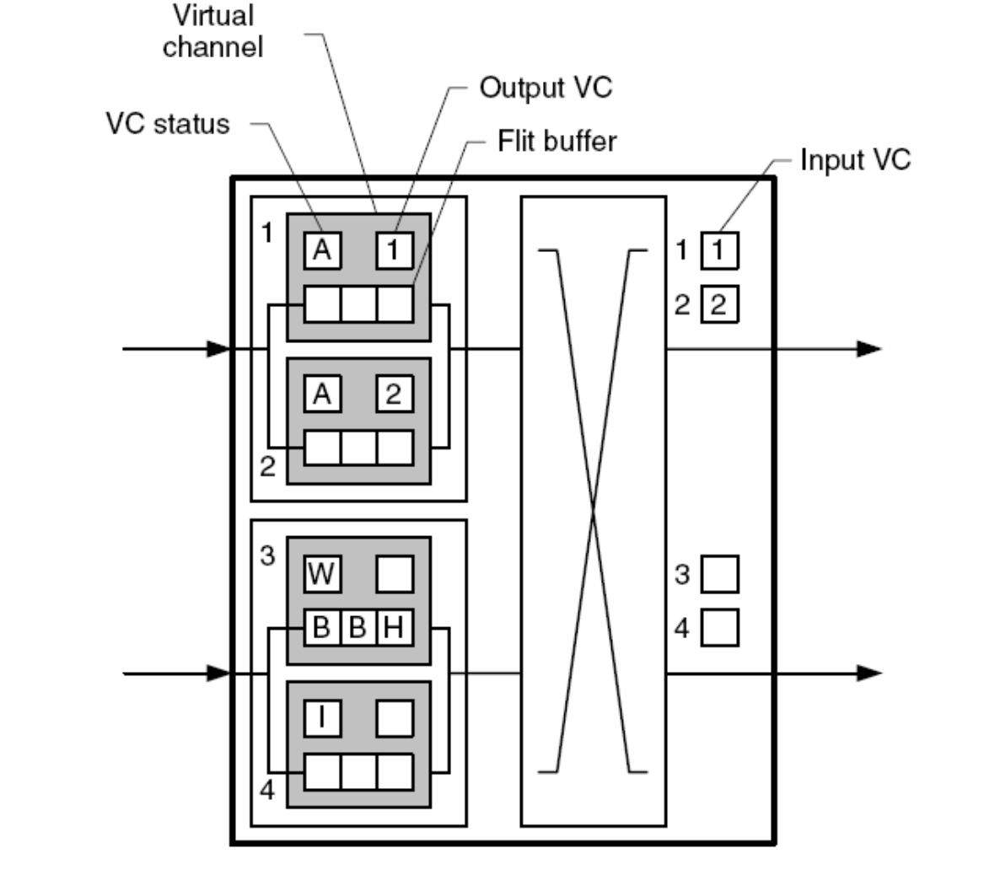 Virtual
channel
Output VC
VC status
Flit buffer
Input VC
1
A
1
1
1
2
2
A
2
2
3
W
3
B B H
4
I
4